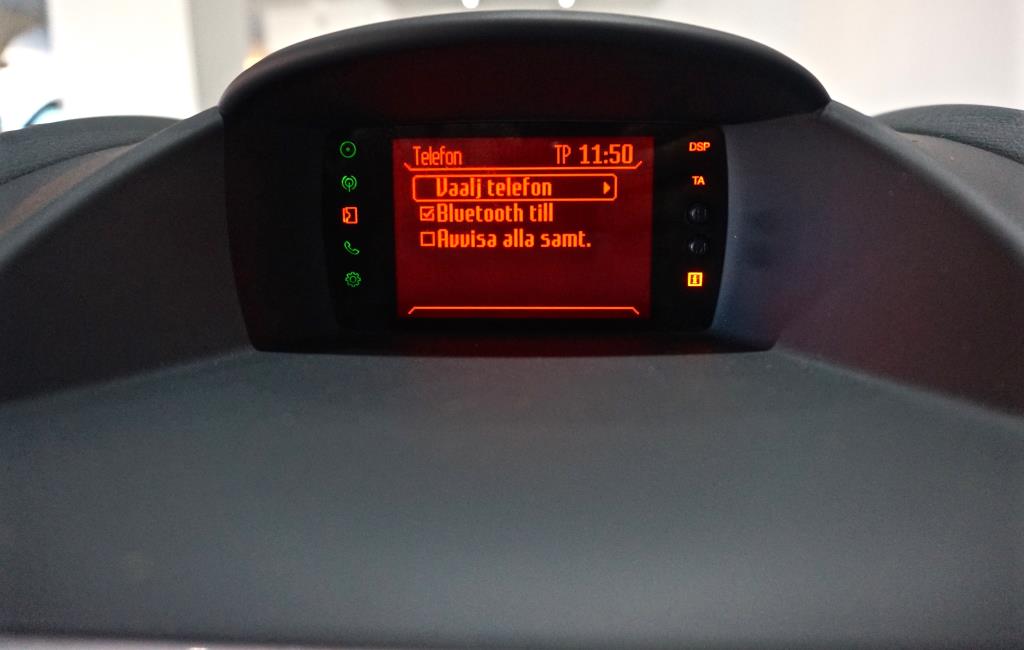 Telefon TP 11:50
Vaalj telefon
Bluetooth till
Avvisa alla samt.
DSP
TA